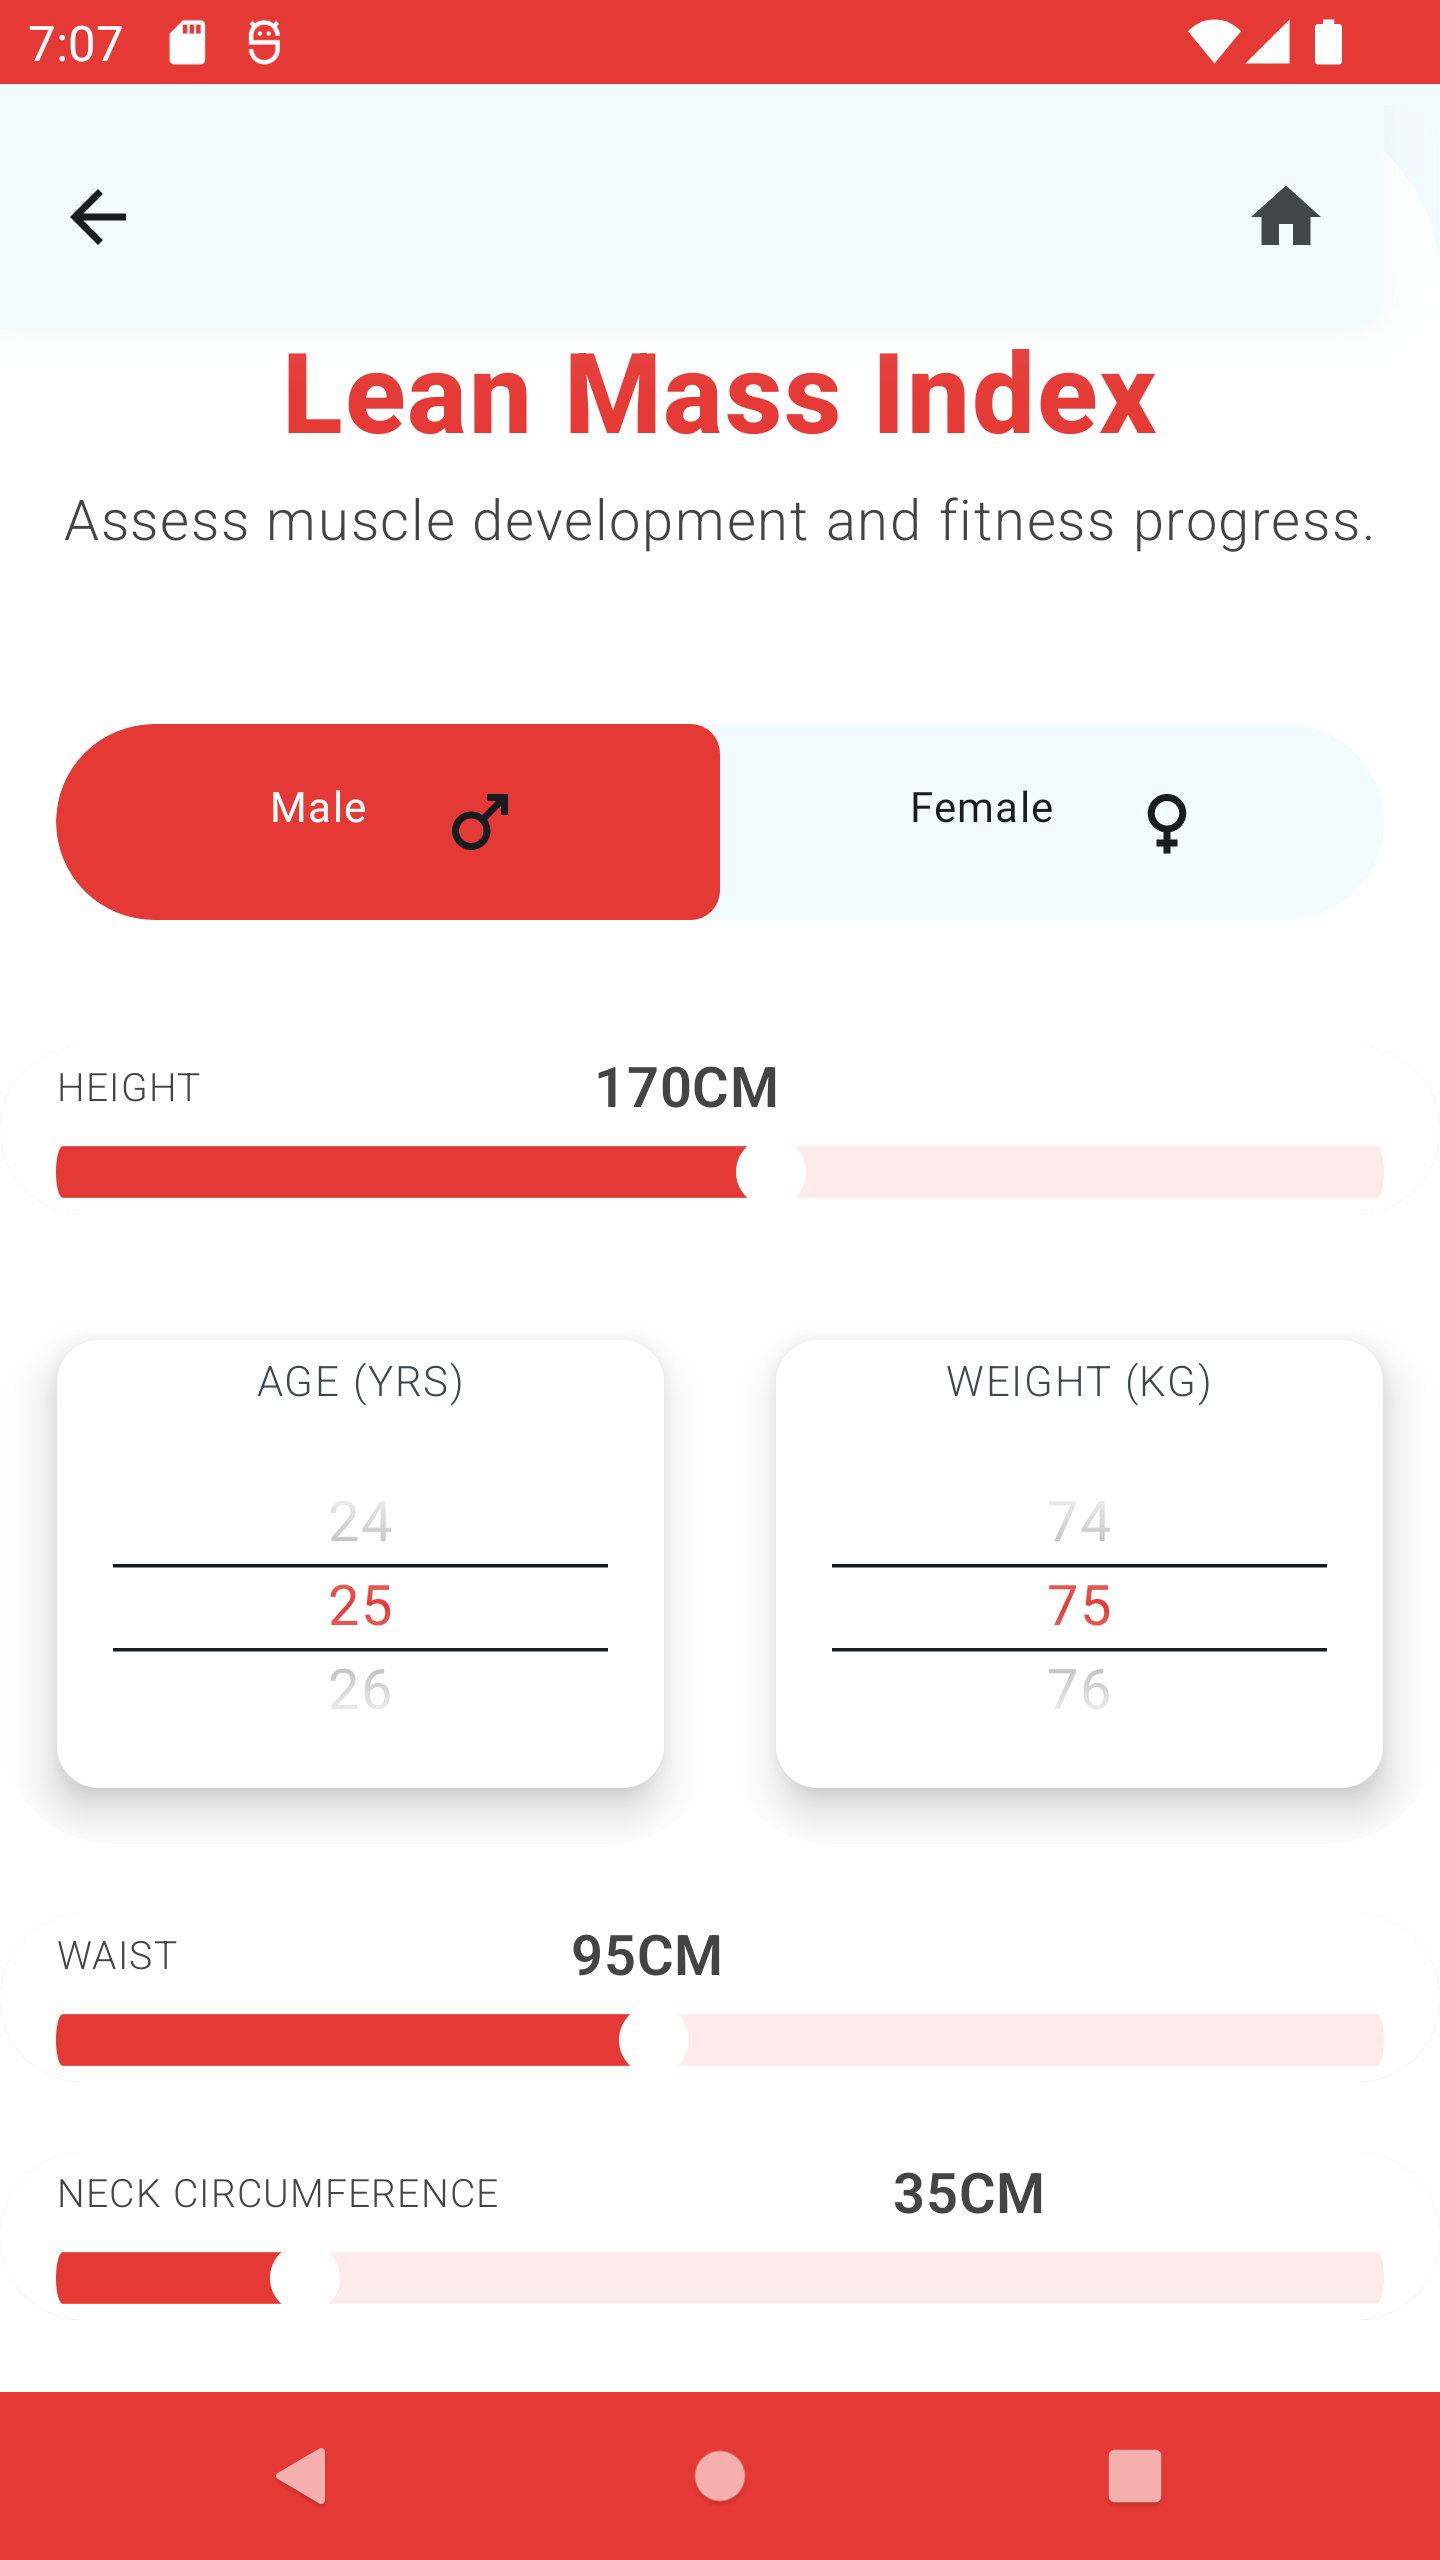 7:07
Lean Mass Index
Assess muscle development and fitness progress.
Male
Female
HEIGHT 170CM
AGE (YRS)
24
25
26
WEIGHT (KG)
74
75
76
WAIST 95CM
NECK CIRCUMFERENCE 35CM